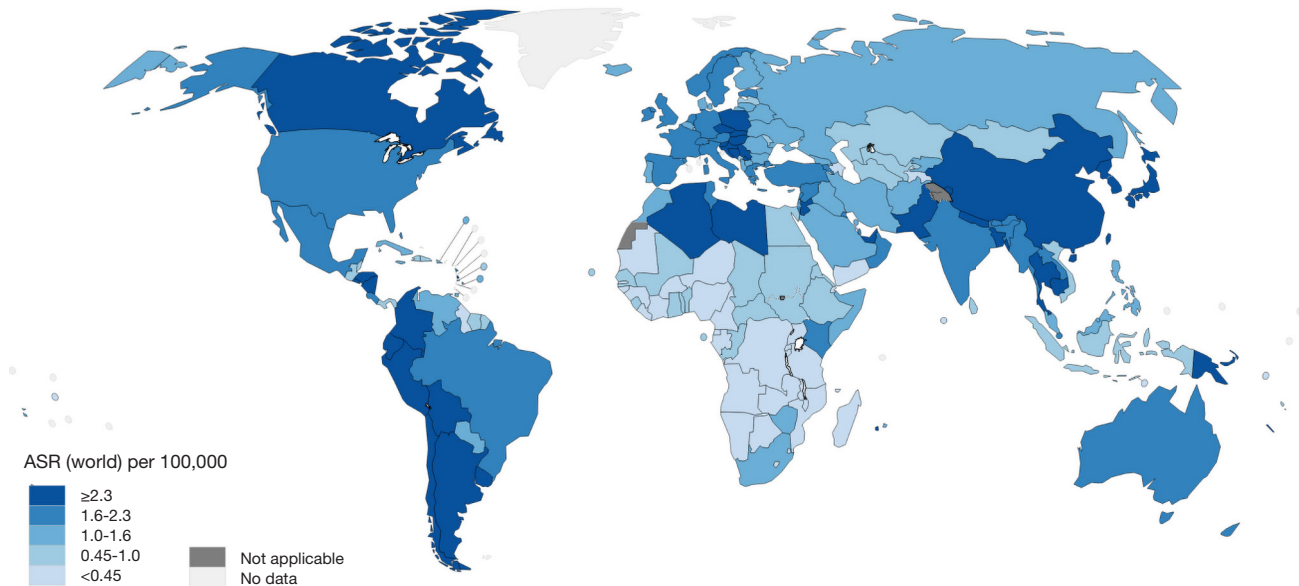 ASR (world) per 100,000
≥2.3
1.6-2.3
1.0-1.6
0.45-1.0
<0.45
Not applicable
No data